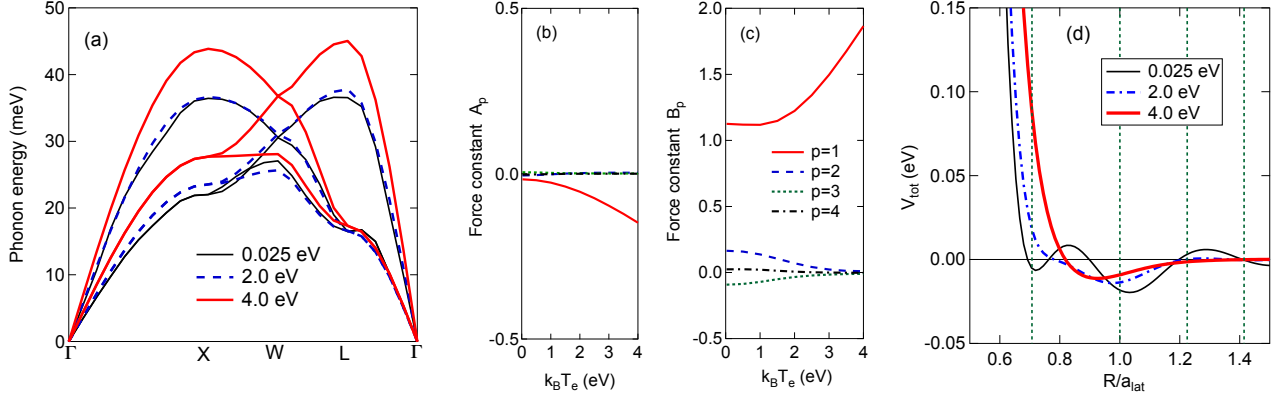 (a)
Phonon energy (meV)
50
40
30
20
10
0
0.025 eV
2.0 eV
4.0 eV
Γ X W L Γ
(b)
Force constant A_p
0.5
0.0
-0.5
0 1 2 3 4
k_BT_e (eV)
(c)
Force constant B_p
2.0
1.5
1.0
0.5
0.0
-0.5
p=1
p=2
p=3
p=4
0 1 2 3 4
k_BT_e (eV)
(d)
V_tot (eV)
0.15
0.10
0.05
0.00
-0.05
0.025 eV
2.0 eV
4.0 eV
0.6 0.8 1.0 1.2 1.4
R/a_lat